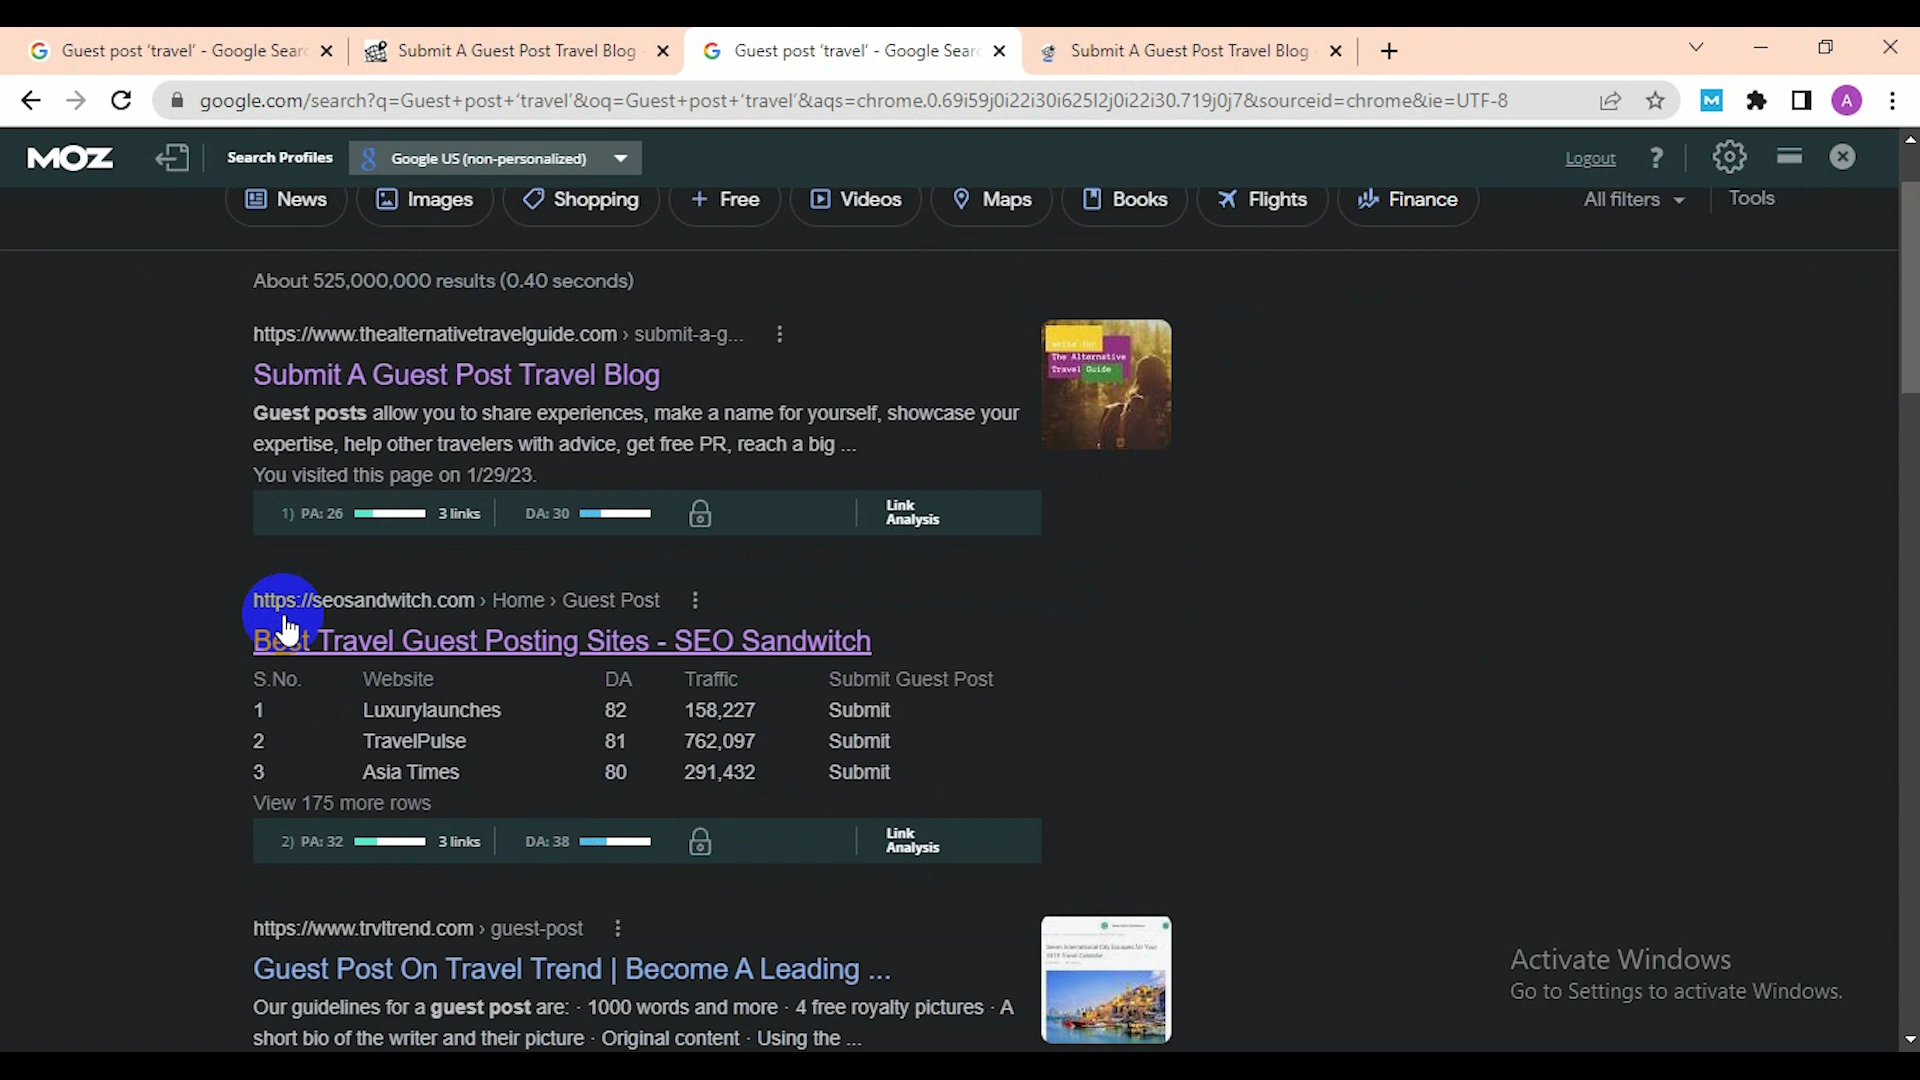 Guest post ‘travel’ - Google Sear
Submit A Guest Post Travel Blog
Guest post ‘travel’ - Google Sear
Submit A Guest Post Travel Blog
google.com/search?q=Guest+post+‘travel’&oq=Guest+post+‘travel’&aqs=chrome.0.69i59j0i22i30i625l2j0i22i30.719j0j7&sourceid=chrome&ie=UTF-8
M
A
MOZ
Search Profiles
Google US (non-personalized)
Logout
?
News
Images
Shopping
Free
Videos
Maps
Books
Flights
Finance
All filters
Tools
About 525,000,000 results (0.40 seconds)
https://www.thealternativetravelguide.com › submit-a-g...
Submit A Guest Post Travel Blog
Guest posts allow you to share experiences, make a name for yourself, showcase your
expertise, help other travelers with advice, get free PR, reach a big ...
You visited this page on 1/29/23.
write for
The Alternative
Travel Guide
1) PA: 26 3 links DA: 30 Link
Analysis
https://seosandwitch.com › Home › Guest Post
Best Travel Guest Posting Sites - SEO Sandwitch
S.No. Website DA Traffic Submit Guest Post
1 Luxurylaunches 82 158,227 Submit
2 TravelPulse 81 762,097 Submit
3 Asia Times 80 291,432 Submit
View 175 more rows
2) PA: 32 3 links DA: 38 Link
Analysis
https://www.trvltrend.com › guest-post
Guest Post On Travel Trend | Become A Leading ...
Our guidelines for a guest post are: · 1000 words and more · 4 free royalty pictures · A
short bio of the writer and their picture · Original content · Using the ...
Activate Windows
Go to Settings to activate Windows.